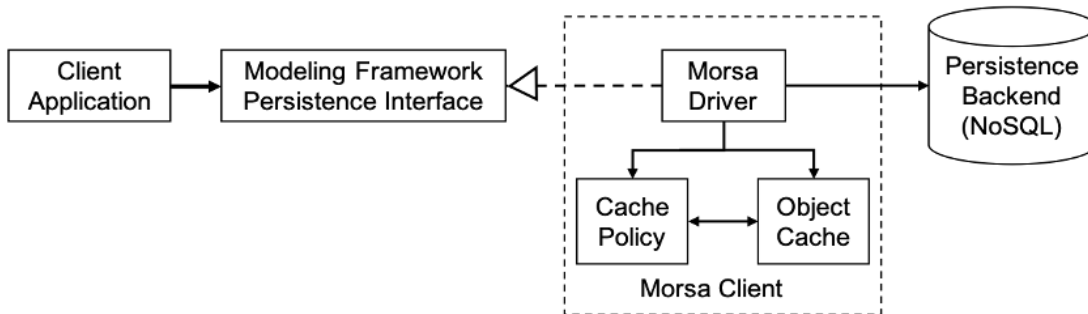 Client
Application
Modeling Framework
Persistence Interface
Morsa
Driver
Persistence
Backend
(NoSQL)
Cache
Policy
Object
Cache
Morsa Client